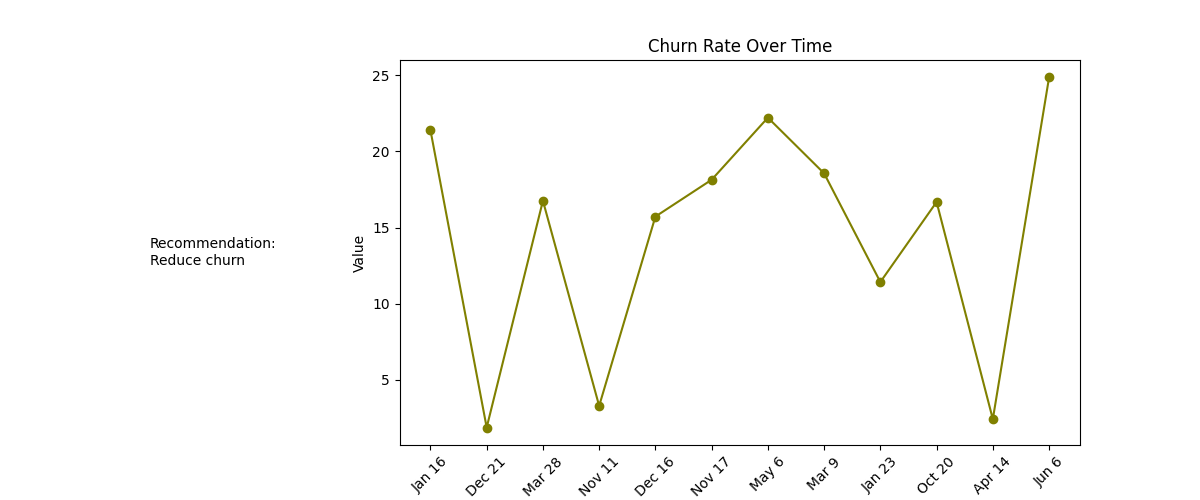 Churn Rate Over Time
Recommendation:
Reduce churn
Value
25
20
15
10
5
Jan 16
Dec 21
Mar 28
Nov 11
Dec 16
Nov 17
May 6
Mar 9
Jan 23
Oct 20
Apr 14
Jun 6